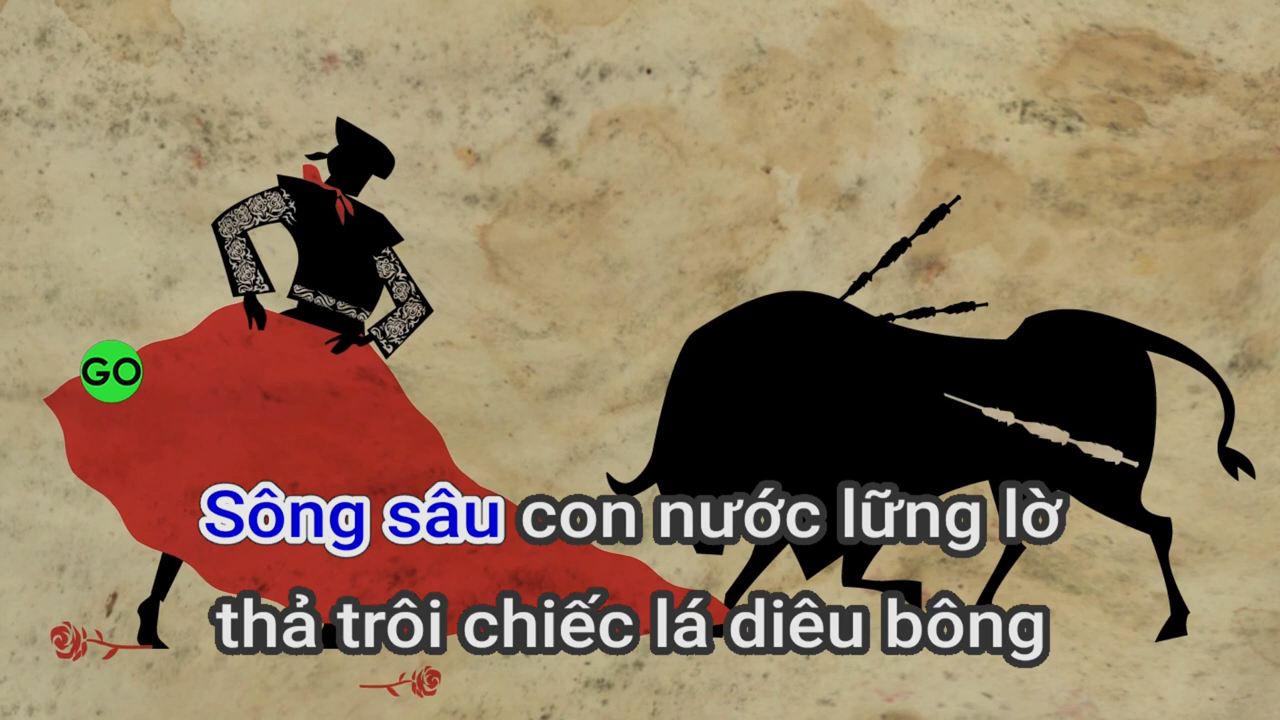 GO
Sông sâu con nước lững lờ
thả trôi chiếc lá diêu bông